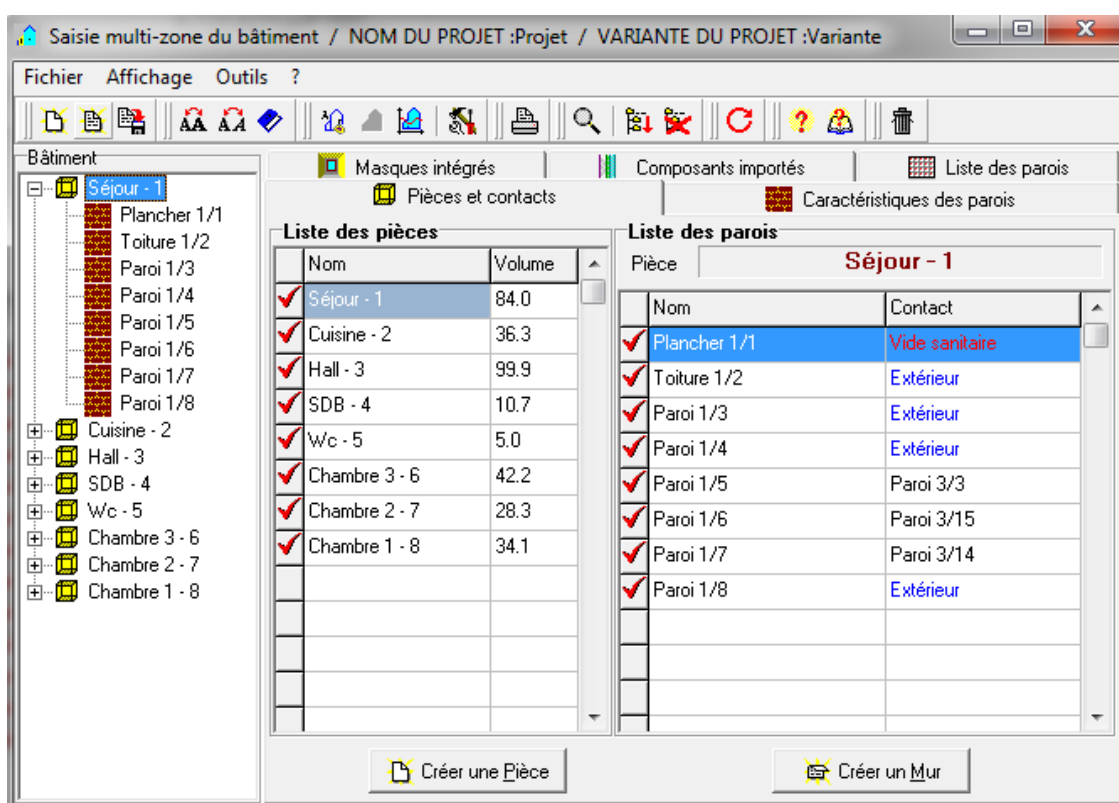 Saisie multi-zone du bâtiment / NOM DU PROJET :Projet / VARIANTE DU PROJET :Variante
Fichier Affichage Outils ?
Bâtiment
Séjour - 1
Plancher 1/1
Toiture 1/2
Paroi 1/3
Paroi 1/4
Paroi 1/5
Paroi 1/6
Paroi 1/7
Paroi 1/8
Cuisine - 2
Hall - 3
SDB - 4
Wc - 5
Chambre 3 - 6
Chambre 2 - 7
Chambre 1 - 8
Masques intégrés Composants importés Liste des parois
Pièces et contacts Caractéristiques des parois
Liste des pièces
Nom Volume
Séjour - 1 84.0
Cuisine - 2 36.3
Hall - 3 99.9
SDB - 4 10.7
Wc - 5 5.0
Chambre 3 - 6 42.2
Chambre 2 - 7 28.3
Chambre 1 - 8 34.1
Créer une Pièce
Liste des parois
Pièce Séjour - 1
Nom Contact
Plancher 1/1 Vide sanitaire
Toiture 1/2 Extérieur
Paroi 1/3 Extérieur
Paroi 1/4 Extérieur
Paroi 1/5 Paroi 3/3
Paroi 1/6 Paroi 3/15
Paroi 1/7 Paroi 3/14
Paroi 1/8 Extérieur
Créer un Mur